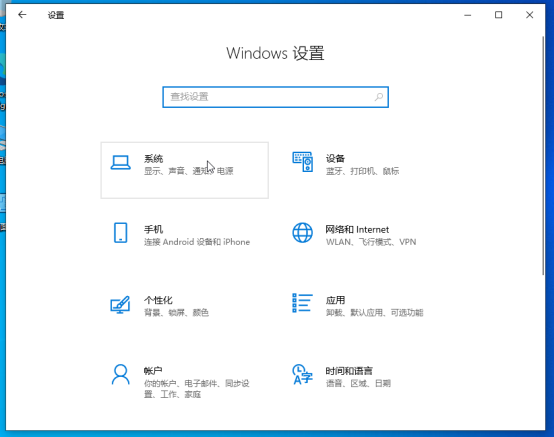 设置
Windows 设置
查找设置
系统
显示、声音、通知、电源
设备
蓝牙、打印机、鼠标
手机
连接 Android 设备和 iPhone
网络和 Internet
WLAN、飞行模式、VPN
个性化
背景、锁屏、颜色
应用
卸载、默认应用、可选功能
帐户
你的帐户、电子邮件、同步设
置、工作、家庭
时间和语言
语音、区域、日期